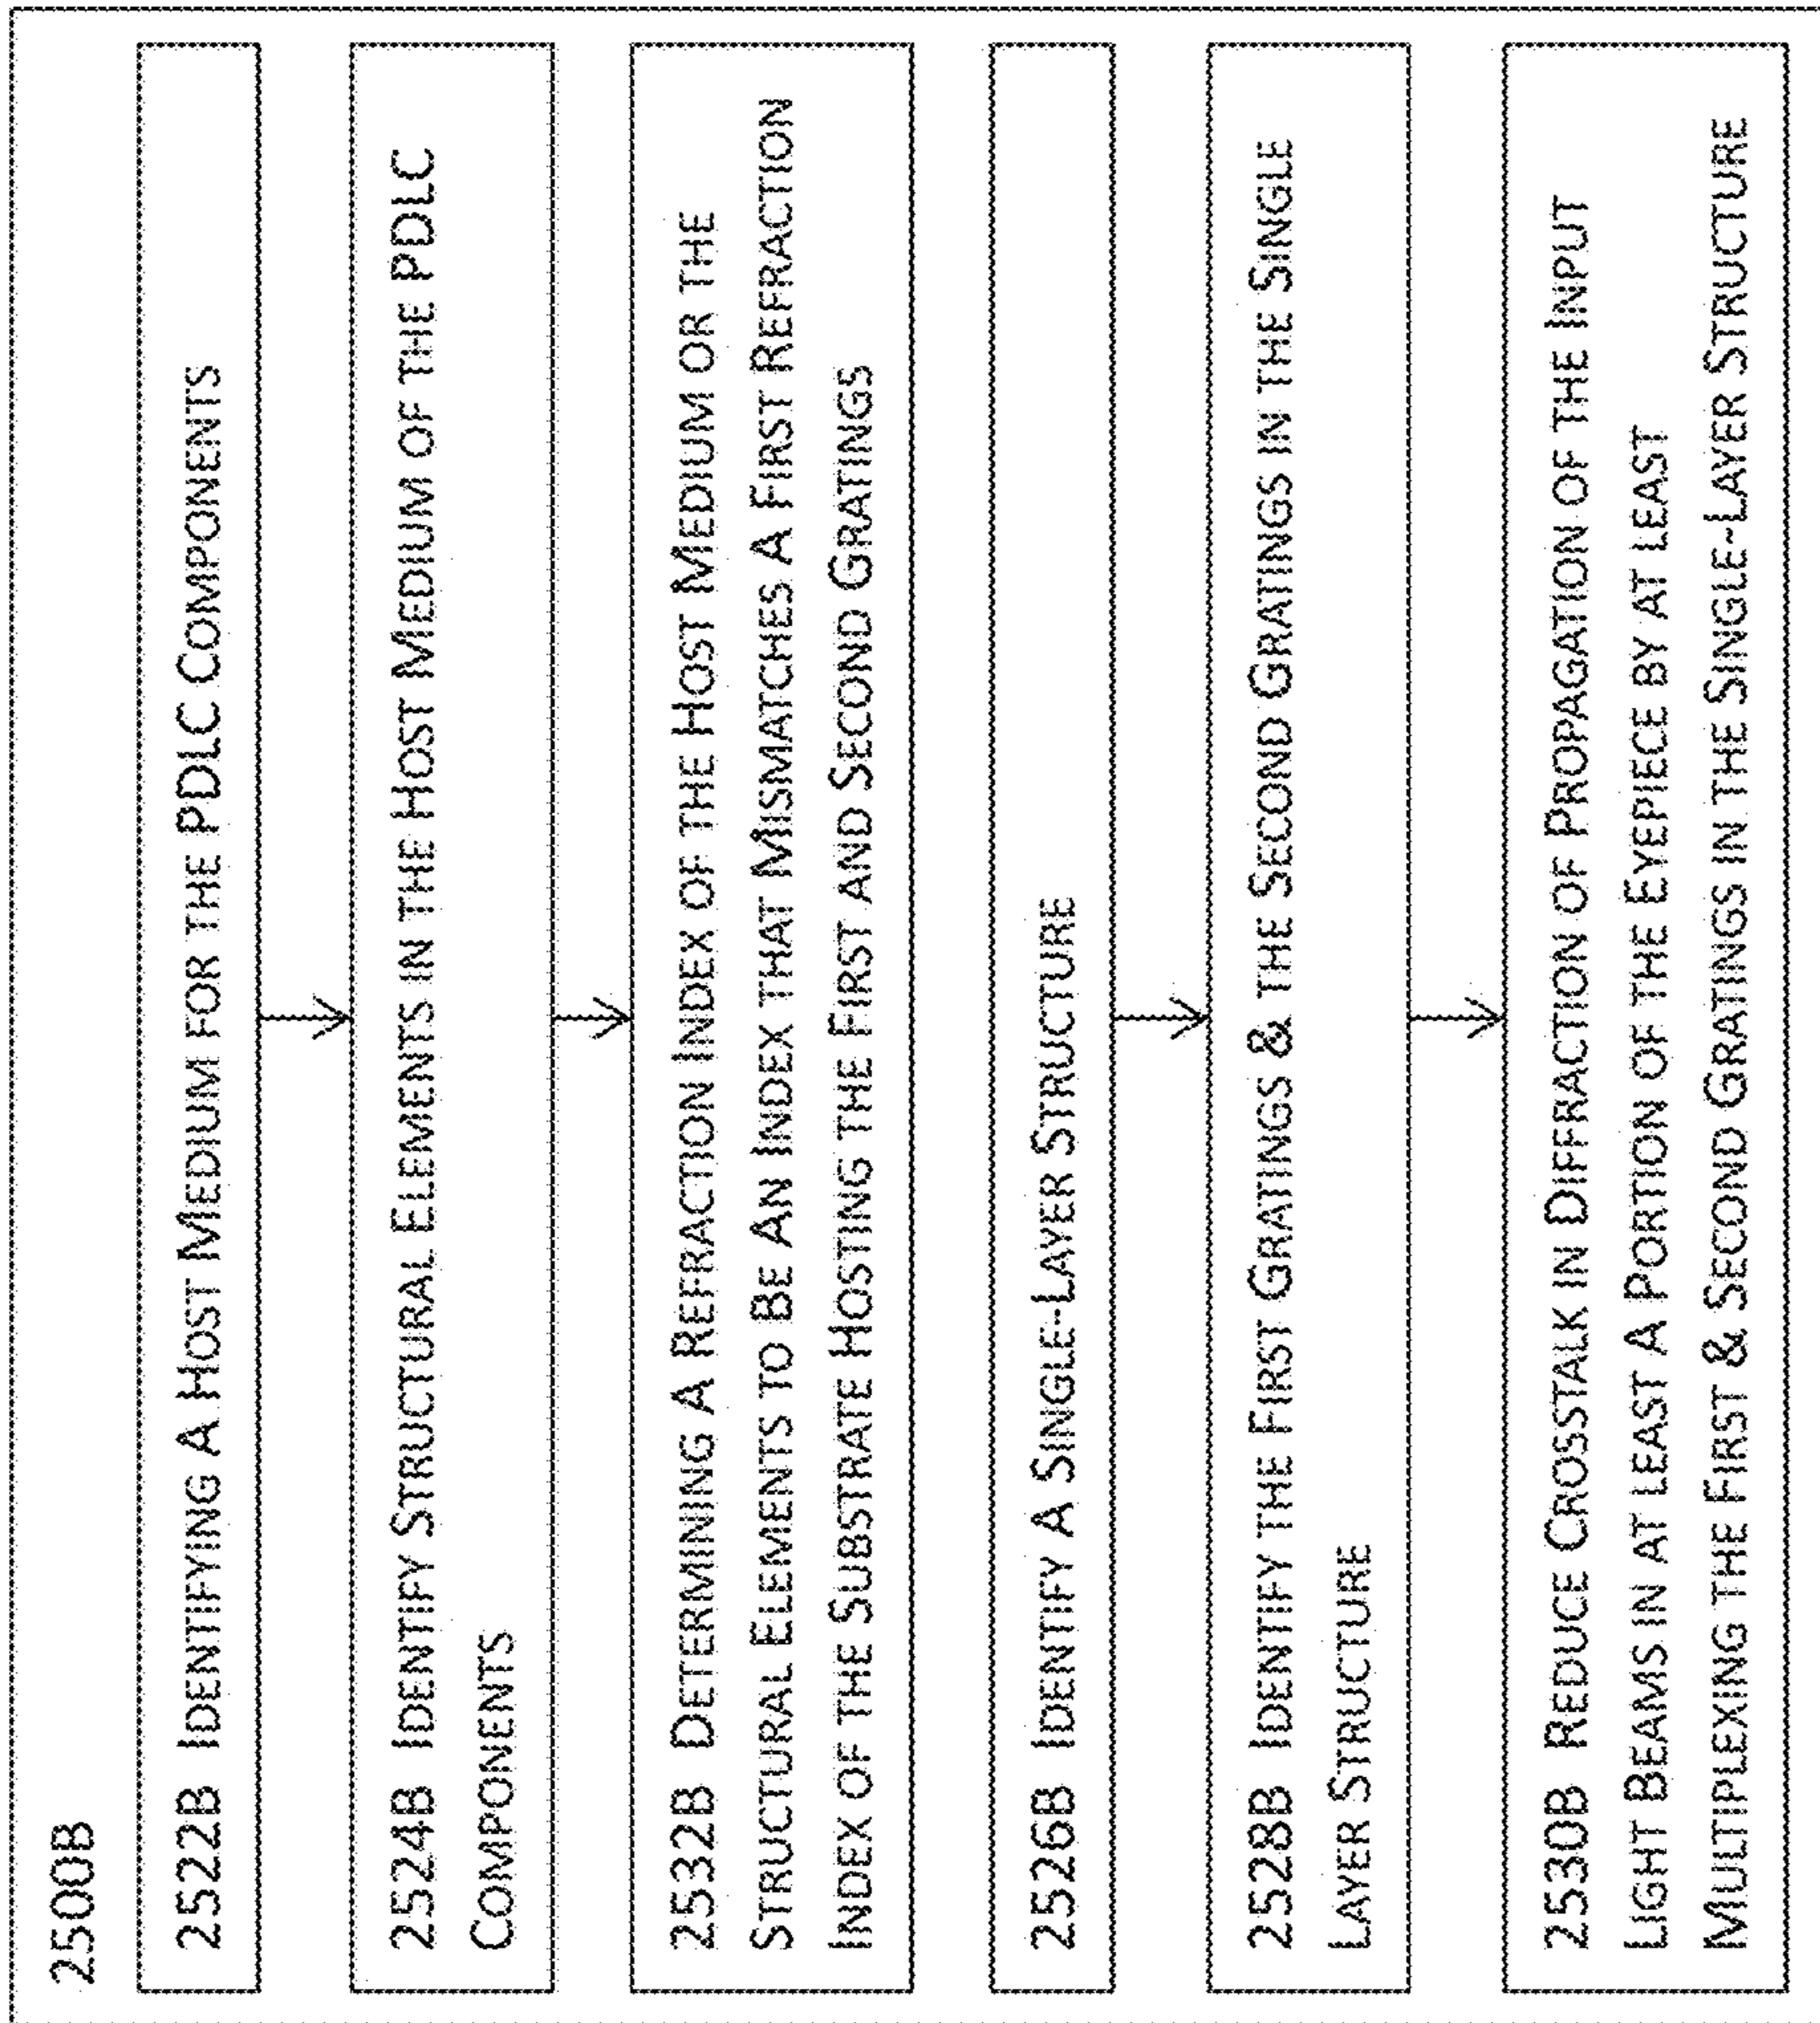 2500B
2522B Identifying A Host Medium for the PDLC Components
2524B Identify Structural Elements in the Host Medium of the PDLC
Components
2532B Determining A Refraction Index of the Host Medium or the
Structural Elements to Be An Index that Mismatches A First Refraction
Index of the Substrate Hosting the First and Second Gratings
2526B Identify A Single-Layer Structure
2528B Identify the First Gratings & the Second Gratings in the Single
Layer Structure
2530B Reduce Crosstalk in Diffraction of Propagation of the Input
Light Beams in at least A Portion of the Eyepiece by at least
Multiplexing the First & Second Gratings in the Single-Layer Structure